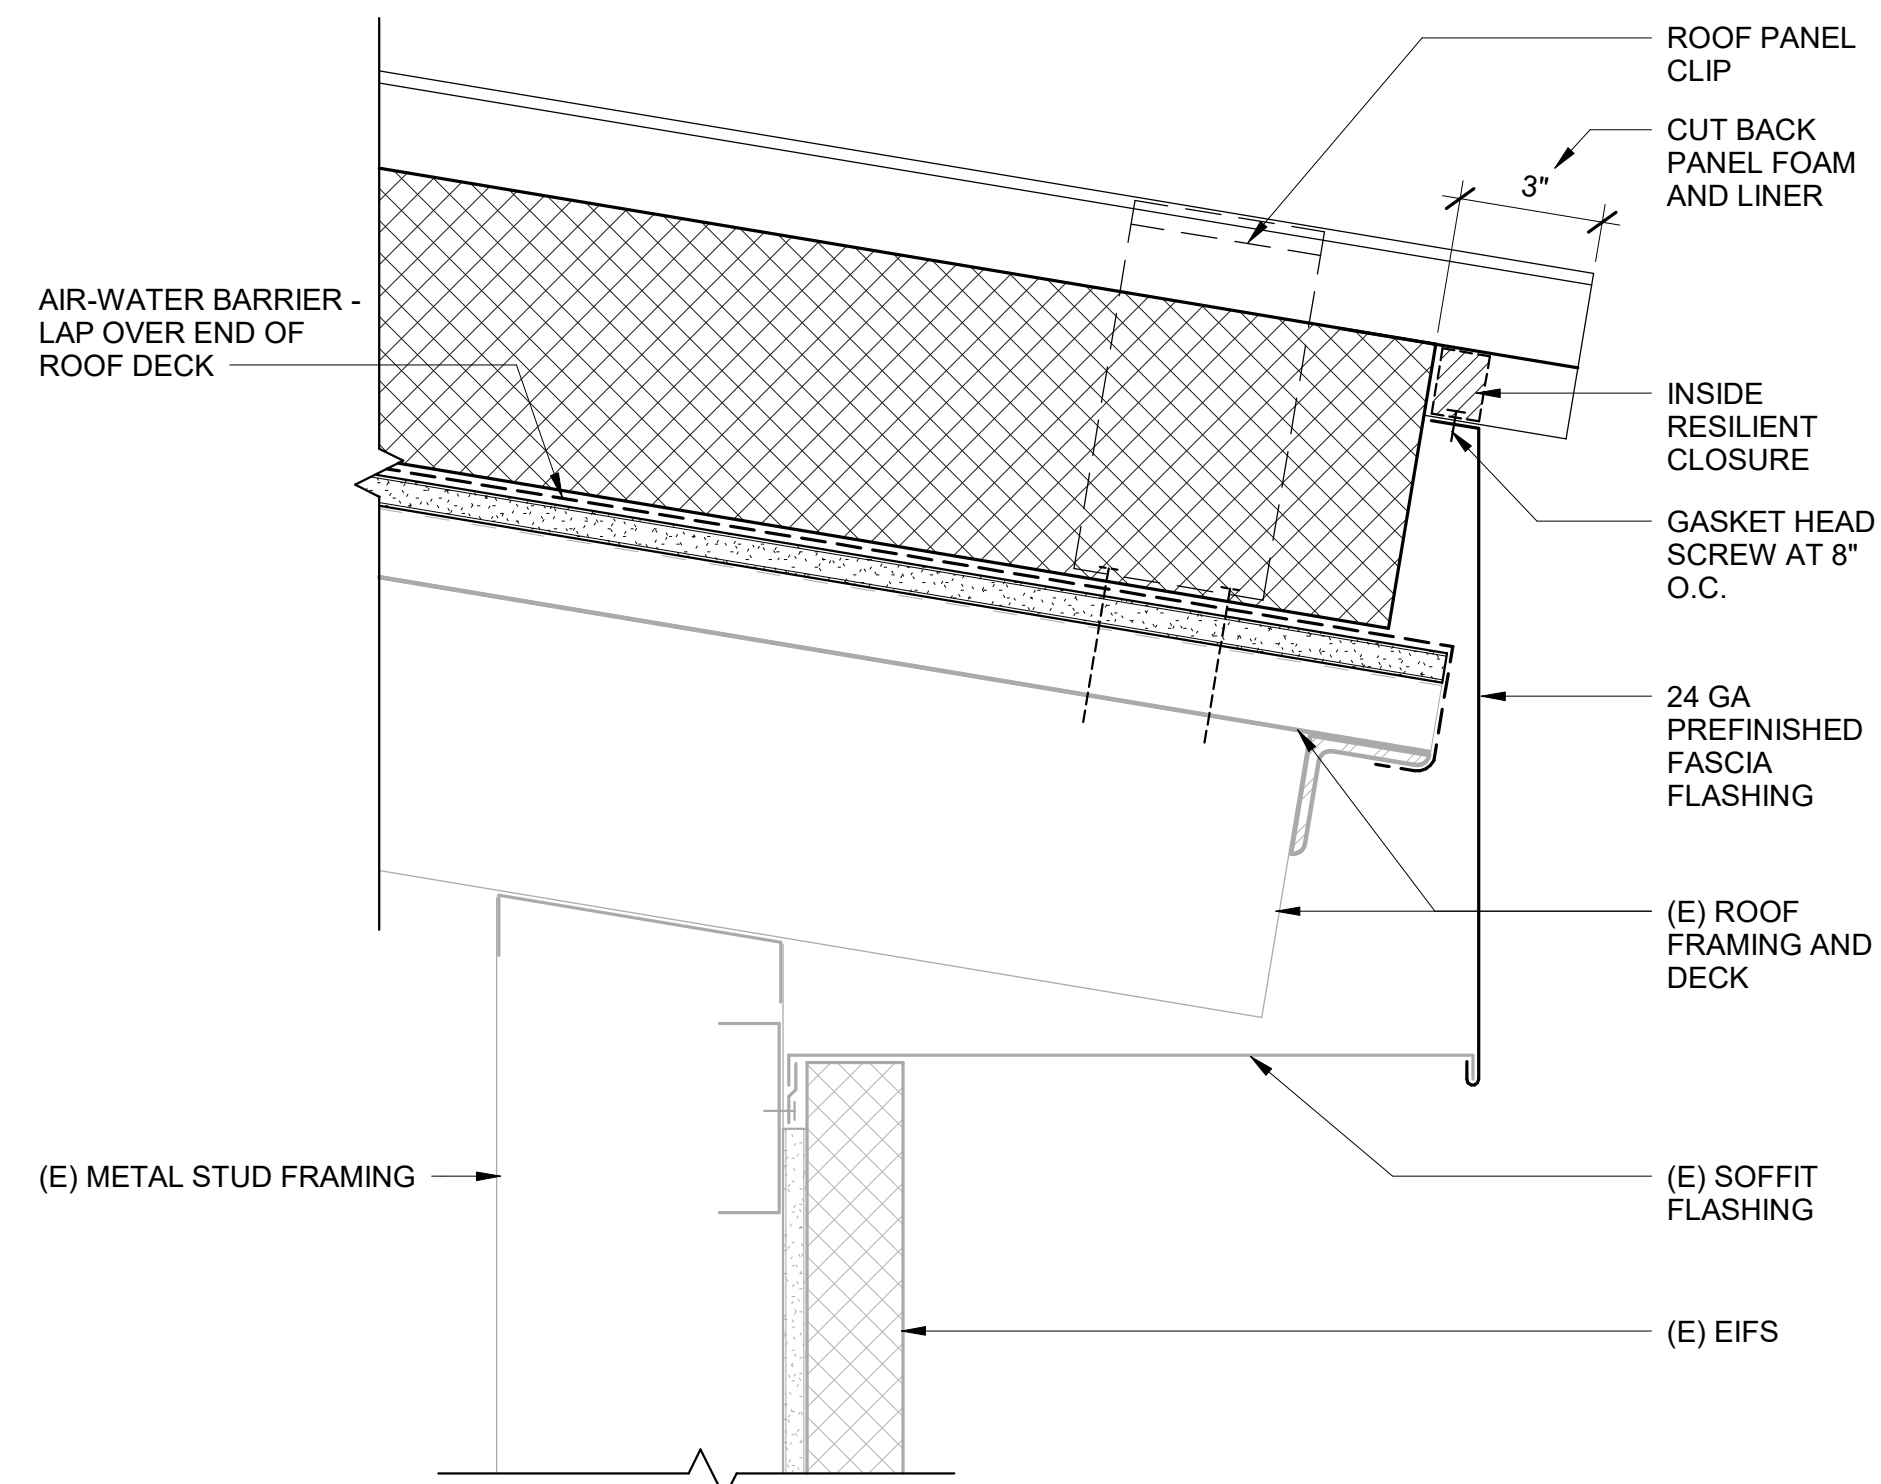 ROOF PANEL
CLIP
CUT BACK
PANEL FOAM
AND LINER
3"
AIR-WATER BARRIER -
LAP OVER END OF
ROOF DECK
INSIDE
RESILIENT
CLOSURE
GASKET HEAD
SCREW AT 8"
O.C.
24 GA
PREFINISHED
FASCIA
FLASHING
(E) ROOF
FRAMING AND
DECK
(E) METAL STUD FRAMING
(E) SOFFIT
FLASHING
(E) EIFS